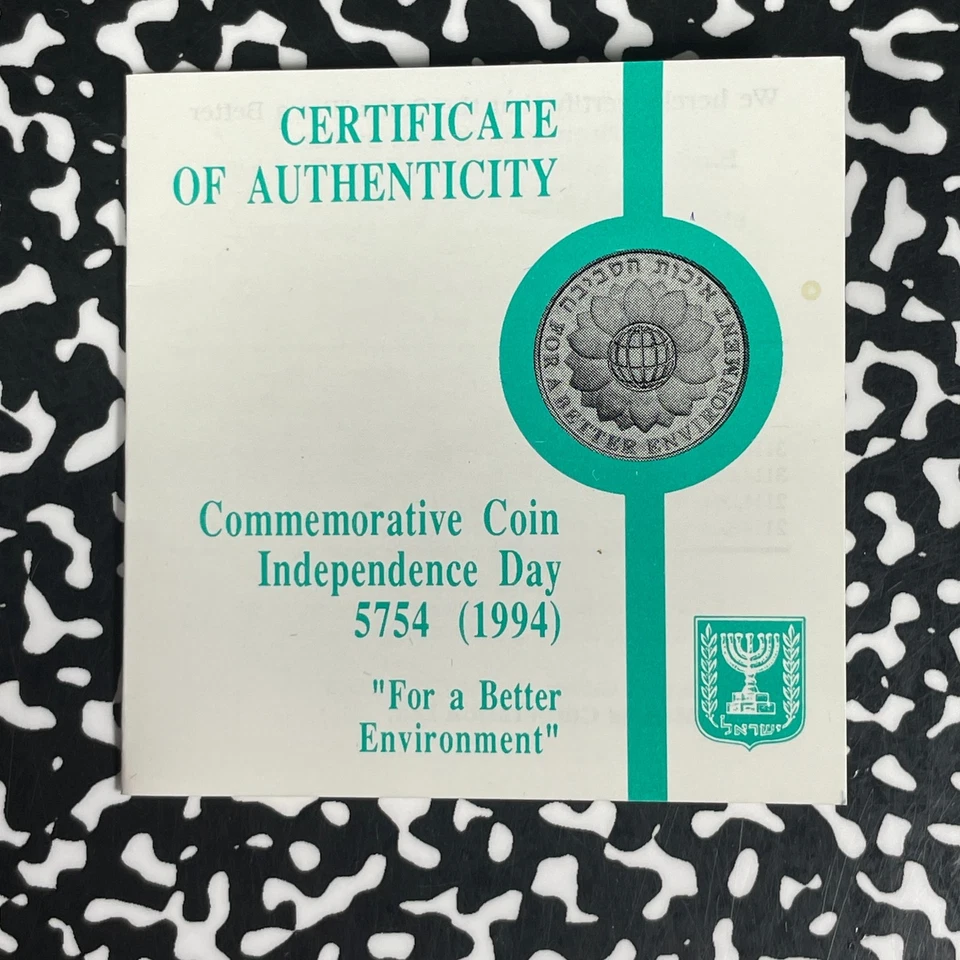 CERTIFICATE
OF AUTHENTICITY
איכות הסביבה
FOR A BETTER ENVIRONMENT
Commemorative Coin
Independence Day
5754 (1994)
"For a Better
Environment"
ישראל